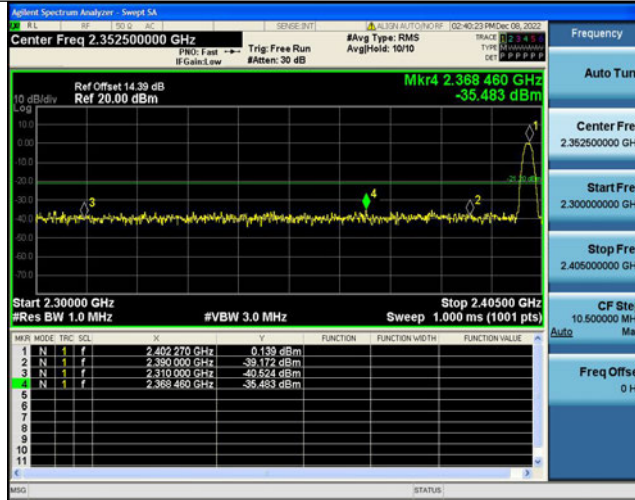 Agilent Spectrum Analyzer - Swept SA
RL RF 50 Ω AC SENSE:INT ALIGN AUTO/NO RF 02:40:23 PM Dec 08, 2022
Center Freq 2.352500000 GHz
PNO: Fast
IFGain:Low
Trig: Free Run
#Atten: 30 dB
#Avg Type: RMS
Avg|Hold: 10/10
TRACE 1 2 3 4 5 6
TYPE
DET P P P P P P
Ref Offset 14.39 dB
10 dB/div Ref 20.00 dBm
Log
Mkr4 2.368 460 GHz
-35.483 dBm
10.0
0.00
-10.0
-20.0
-30.0
-40.0
-50.0
-60.0
-70.0
1
2
3
4
Start 2.30000 GHz Stop 2.40500 GHz
#Res BW 1.0 MHz #VBW 3.0 MHz Sweep 1.000 ms (1001 pts)
MKR MODE TRC SCL X Y FUNCTION FUNCTION WIDTH FUNCTION VALUE
1 N 1 f 2.402 270 GHz 0.139 dBm
2 N 1 f 2.390 000 GHz -39.172 dBm
3 N 1 f 2.310 000 GHz -40.524 dBm
4 N 1 f 2.368 460 GHz -35.483 dBm
5
6
7
8
9
10
11
MSG STATUS
Frequency
Auto Tun
Center Fre
2.352500000 GH
Start Fre
2.300000000 GH
Stop Fre
2.405000000 GH
CF Ste
10.500000 MH
Auto Ma
Freq Offse
0 H